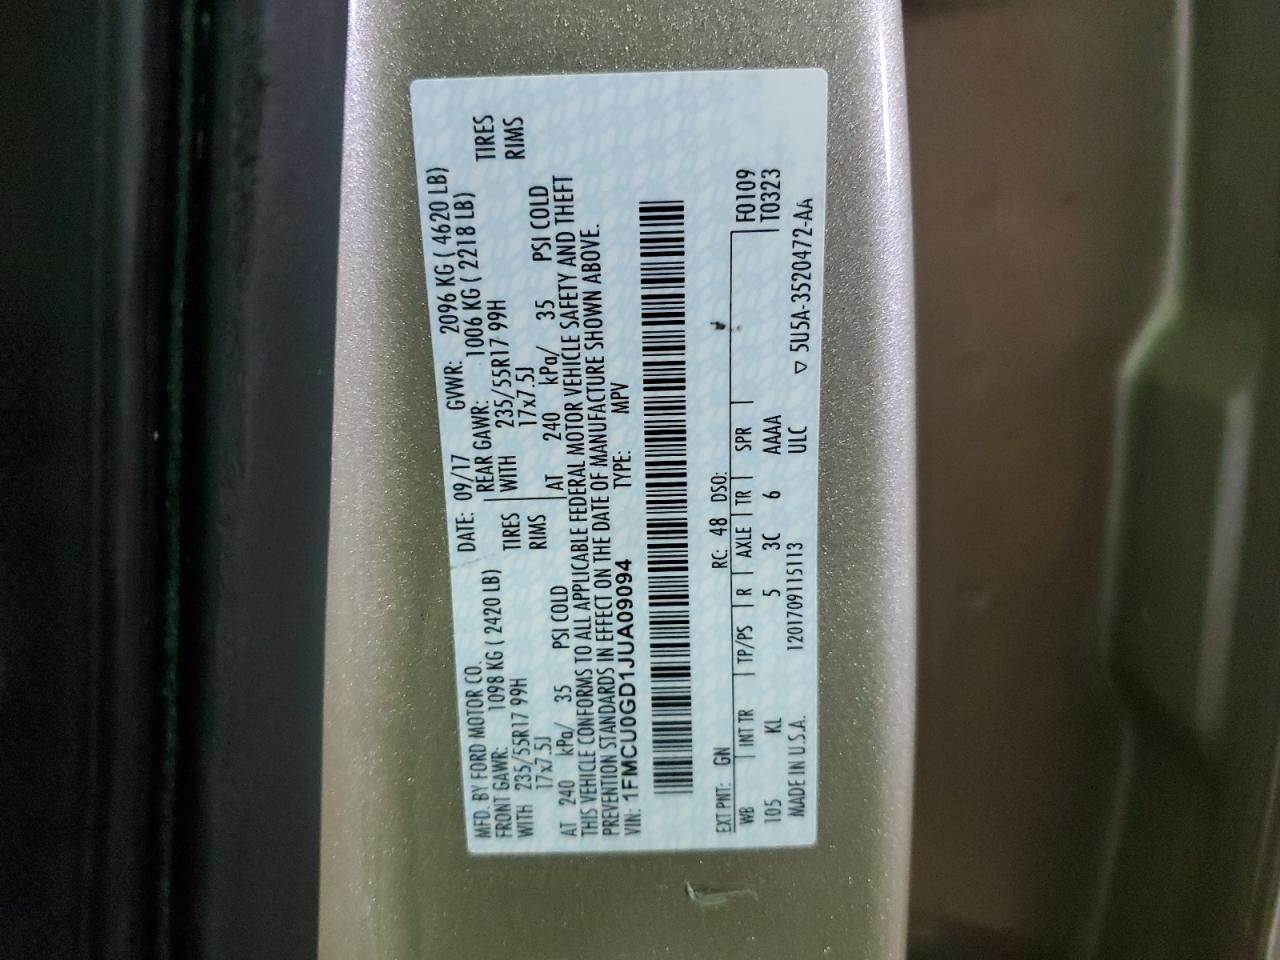 MFD. BY FORD MOTOR CO. DATE: 09/17 GVWR: 2096 KG ( 4620 LB)
FRONT GAWR: 1098 KG ( 2420 LB) REAR GAWR: 1006 KG ( 2218 LB)
WITH 235/55R17 99H TIRES WITH 235/55R17 99H TIRES
17x7.5J RIMS 17x7.5J RIMS
AT 240 kPa/ 35 PSI COLD AT 240 kPa/ 35 PSI COLD
THIS VEHICLE CONFORMS TO ALL APPLICABLE FEDERAL MOTOR VEHICLE SAFETY AND THEFT
PREVENTION STANDARDS IN EFFECT ON THE DATE OF MANUFACTURE SHOWN ABOVE.
VIN: 1FMCU0GD1JUA09094 TYPE: MPV
EXT PNT: GN RC: 48 DSO: F0109
WB INT TR TP/PS R AXLE TR SPR T0323
105 KL 5 3C 6 AAAA
MADE IN U.S.A. 1201709115113 ULC ▽ 5U5A-3520472-AA